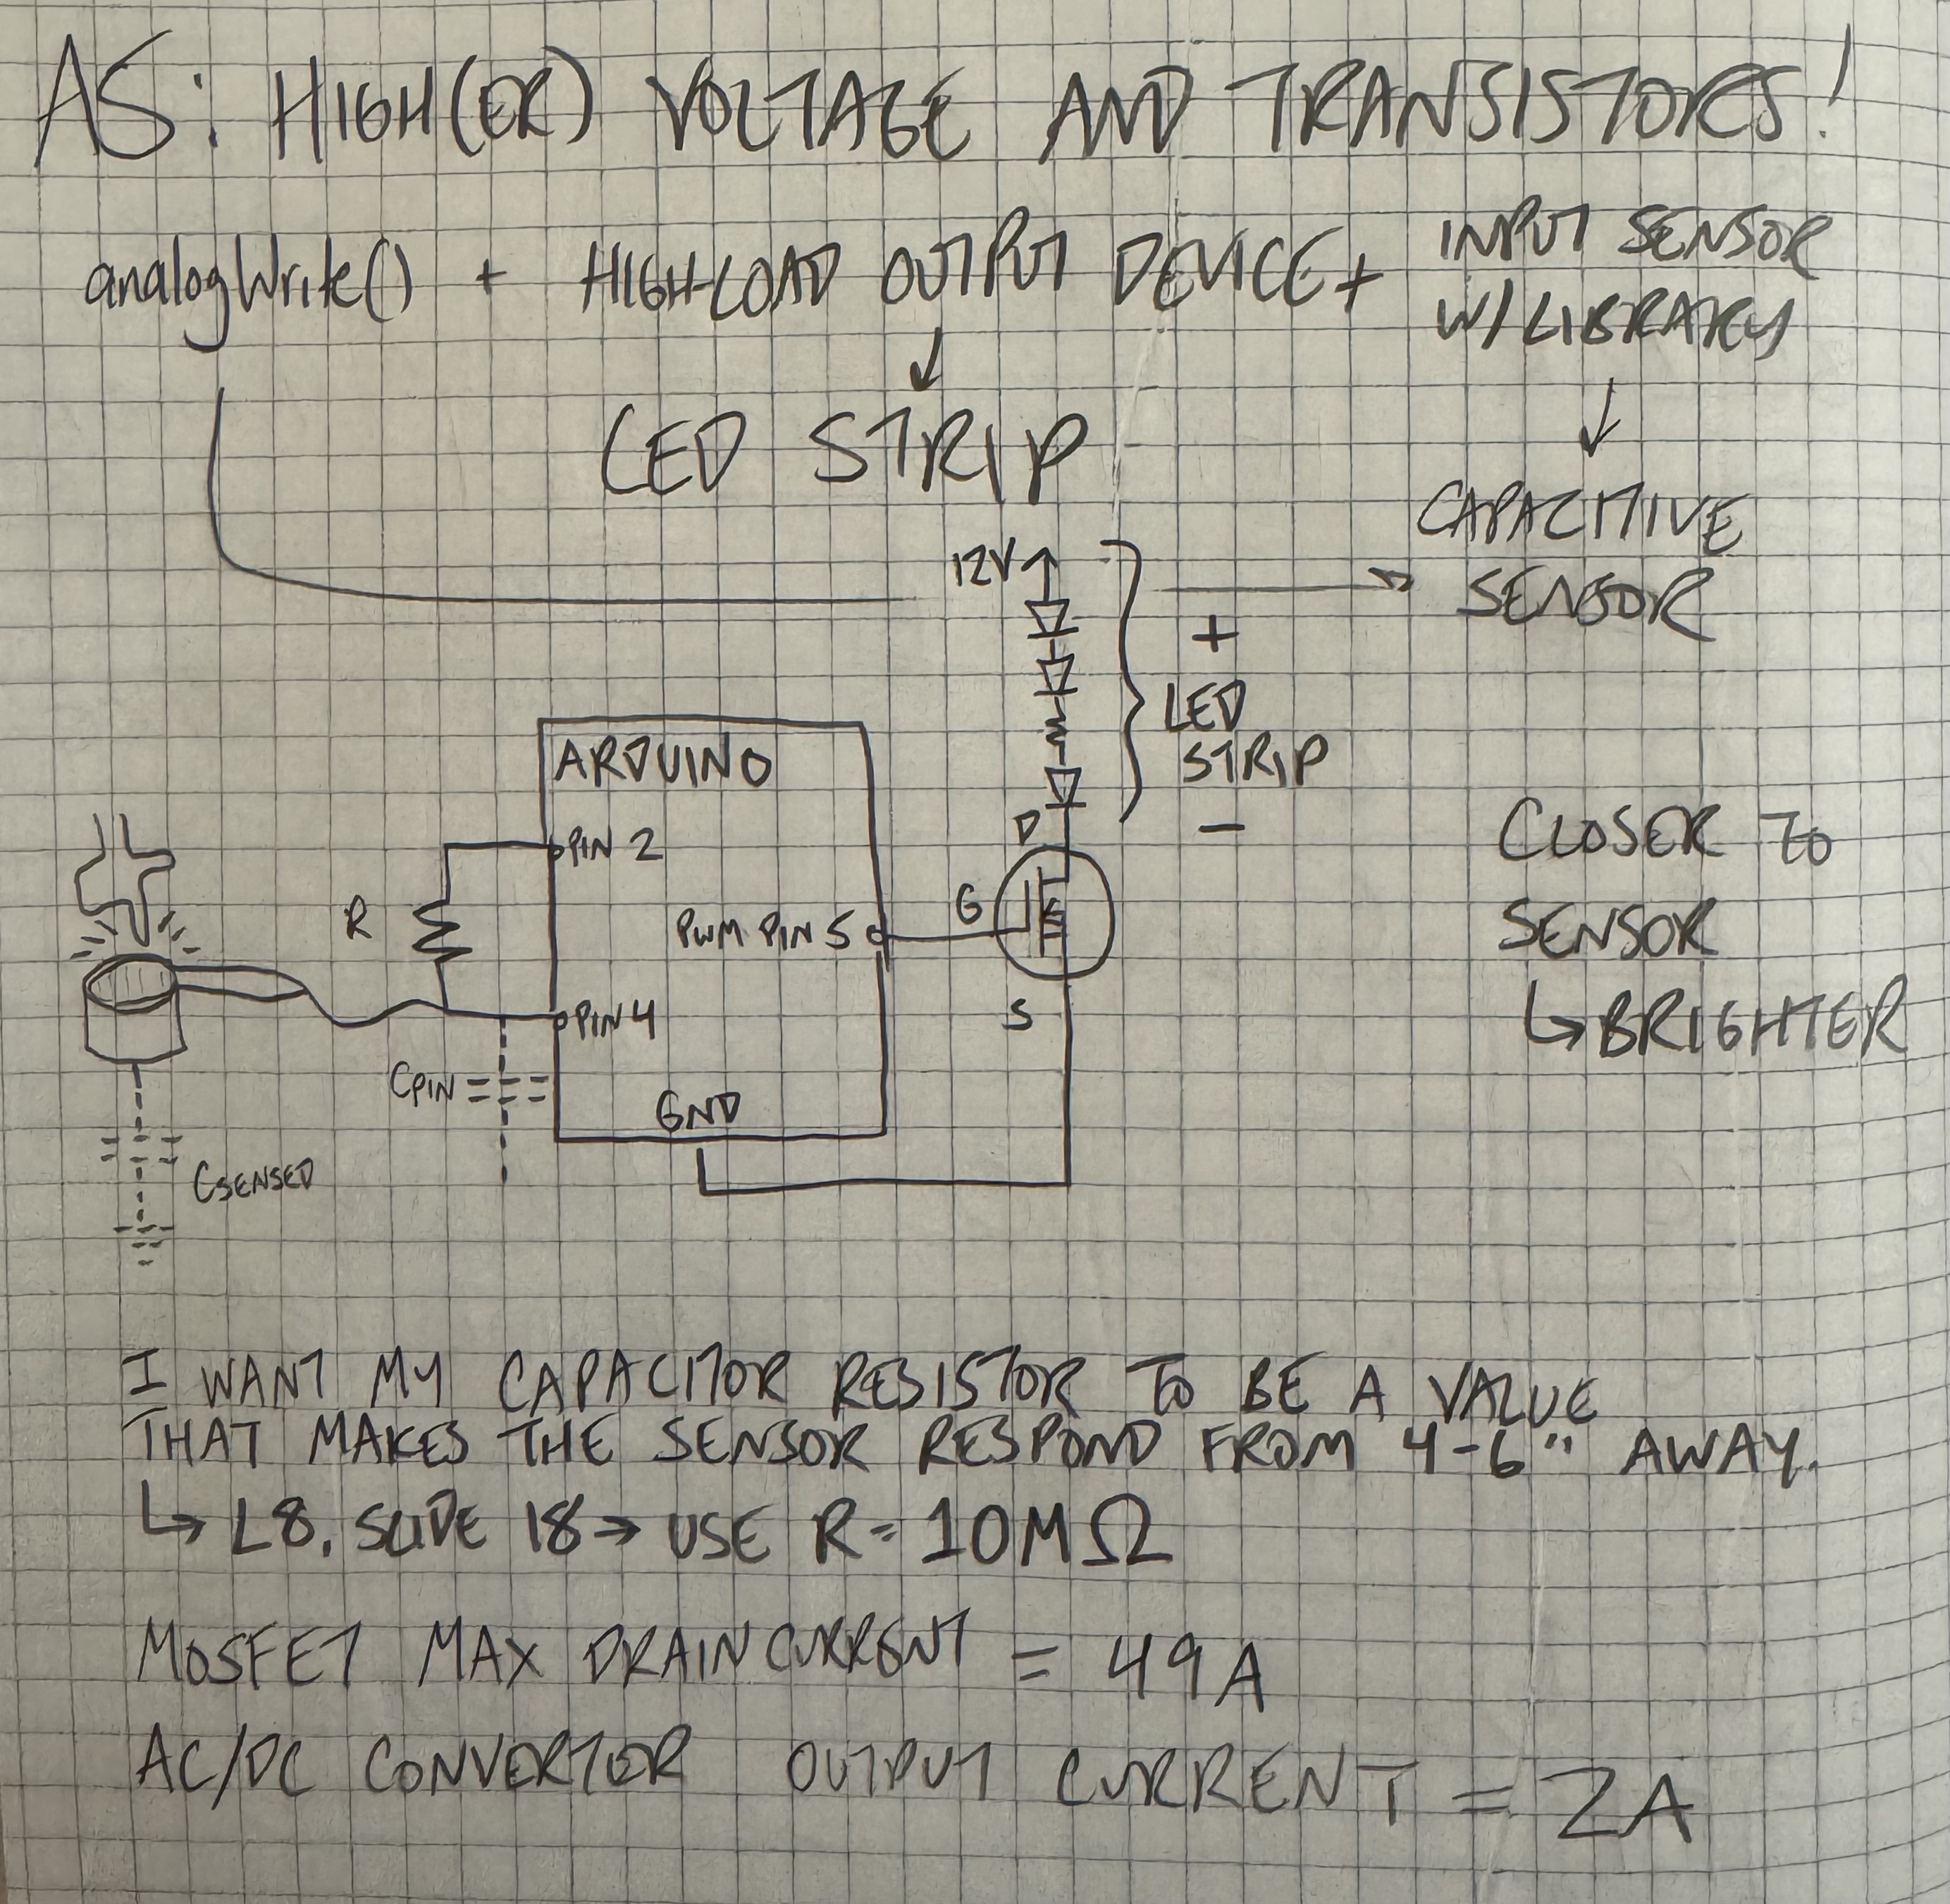 A5: HIGH(ER) VOLTAGE AND TRANSISTORS!
analogWrite() + HIGH-LOAD OUTPUT DEVICE +
INPUT SENSOR
W/ LIBRARY
↓
↓
LED STRIP
CAPACITIVE
SENSOR
12V
+
LED
STRIP
-
ARDUINO
D
PIN 2
CLOSER TO
SENSOR
↳ BRIGHTER
R
PWM PIN 5
G
S
PIN 4
CPIN
GND
CSENSED
I WANT MY CAPACITOR RESISTOR TO BE A VALUE
THAT MAKES THE SENSOR RESPOND FROM 4-6" AWAY.
↳ L8, SLIDE 18 → USE R = 10MΩ
MOSFET MAX DRAIN CURRENT = 49A
AC/DC CONVERTER OUTPUT CURRENT = 2A